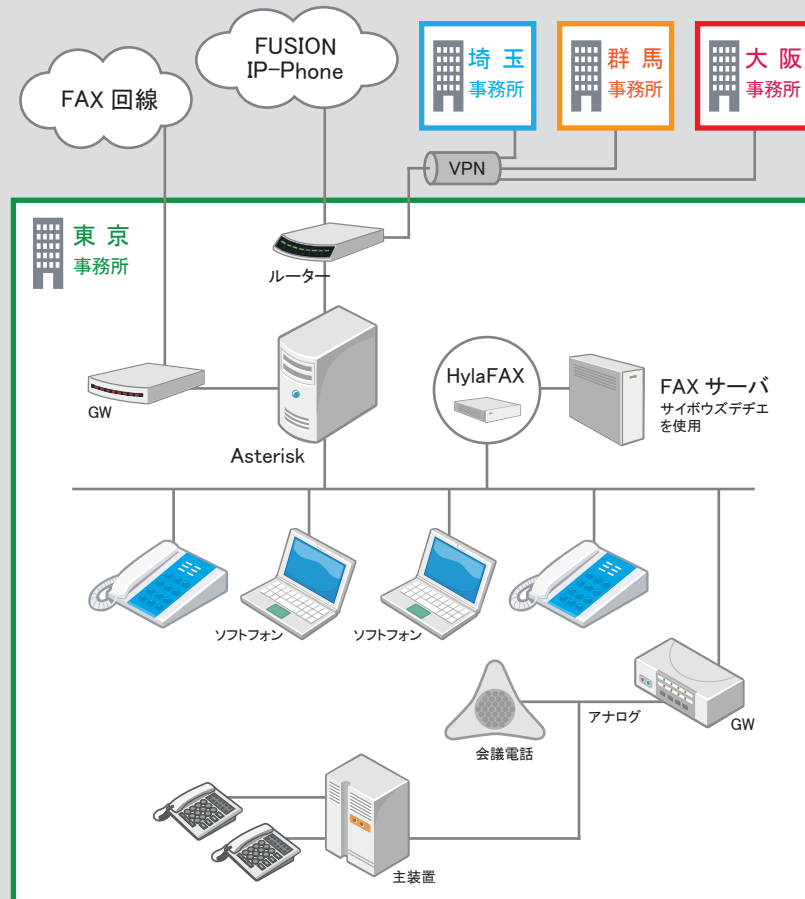 FUSION
IP-Phone
FAX 回線
埼玉
事務所
群馬
事務所
大阪
事務所
VPN
東京
事務所
ルーター
GW
Asterisk
HylaFAX
FAX サーバ
サイボウズデヂエ
を使用
ソフトフォン
ソフトフォン
アナログ
GW
会議電話
主装置